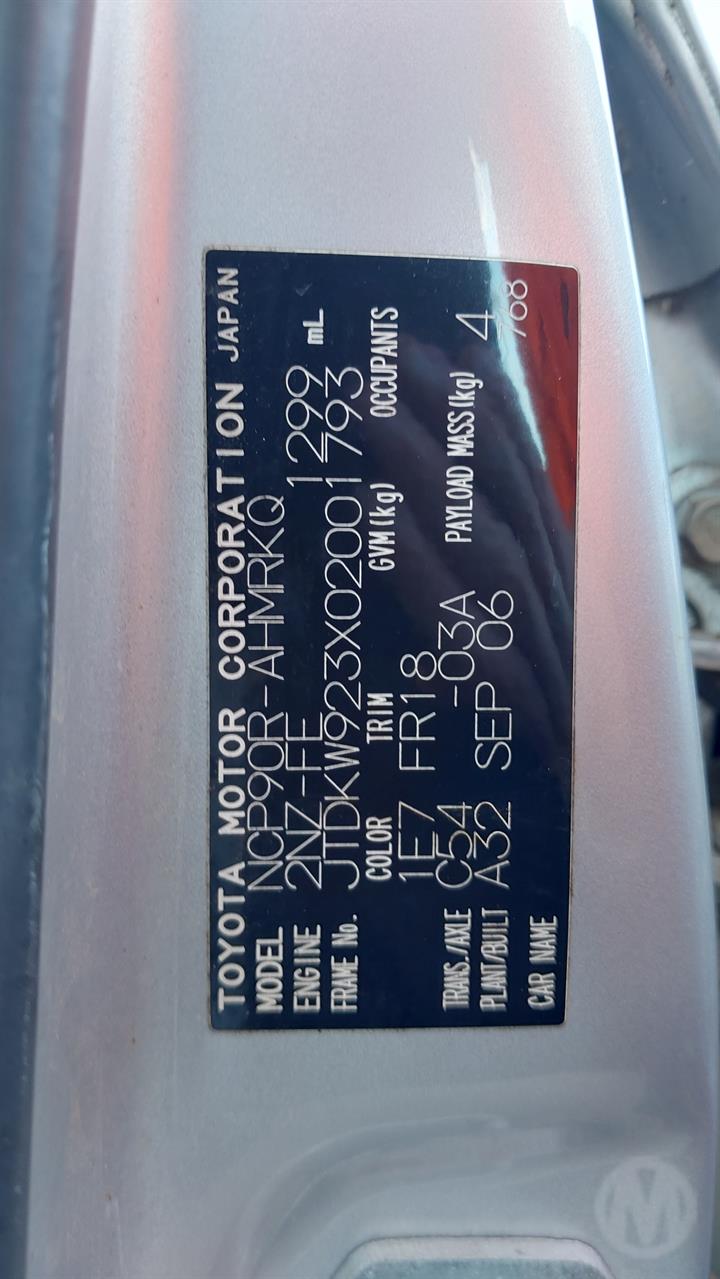 TOYOTA MOTOR CORPORATION JAPAN
MODEL NCP90R-AHMRKQ
ENGINE 2NZ-FE 1299 mL
FRAME No. JTDKW923X02001793
COLOR TRIM GVM(kg) OCCUPANTS
1E7 FR18
TRANS./AXLE C54 -03A PAYLOAD MASS(kg) 4
PLANT/BUILT A32 SEP 06 768
CAR NAME
M